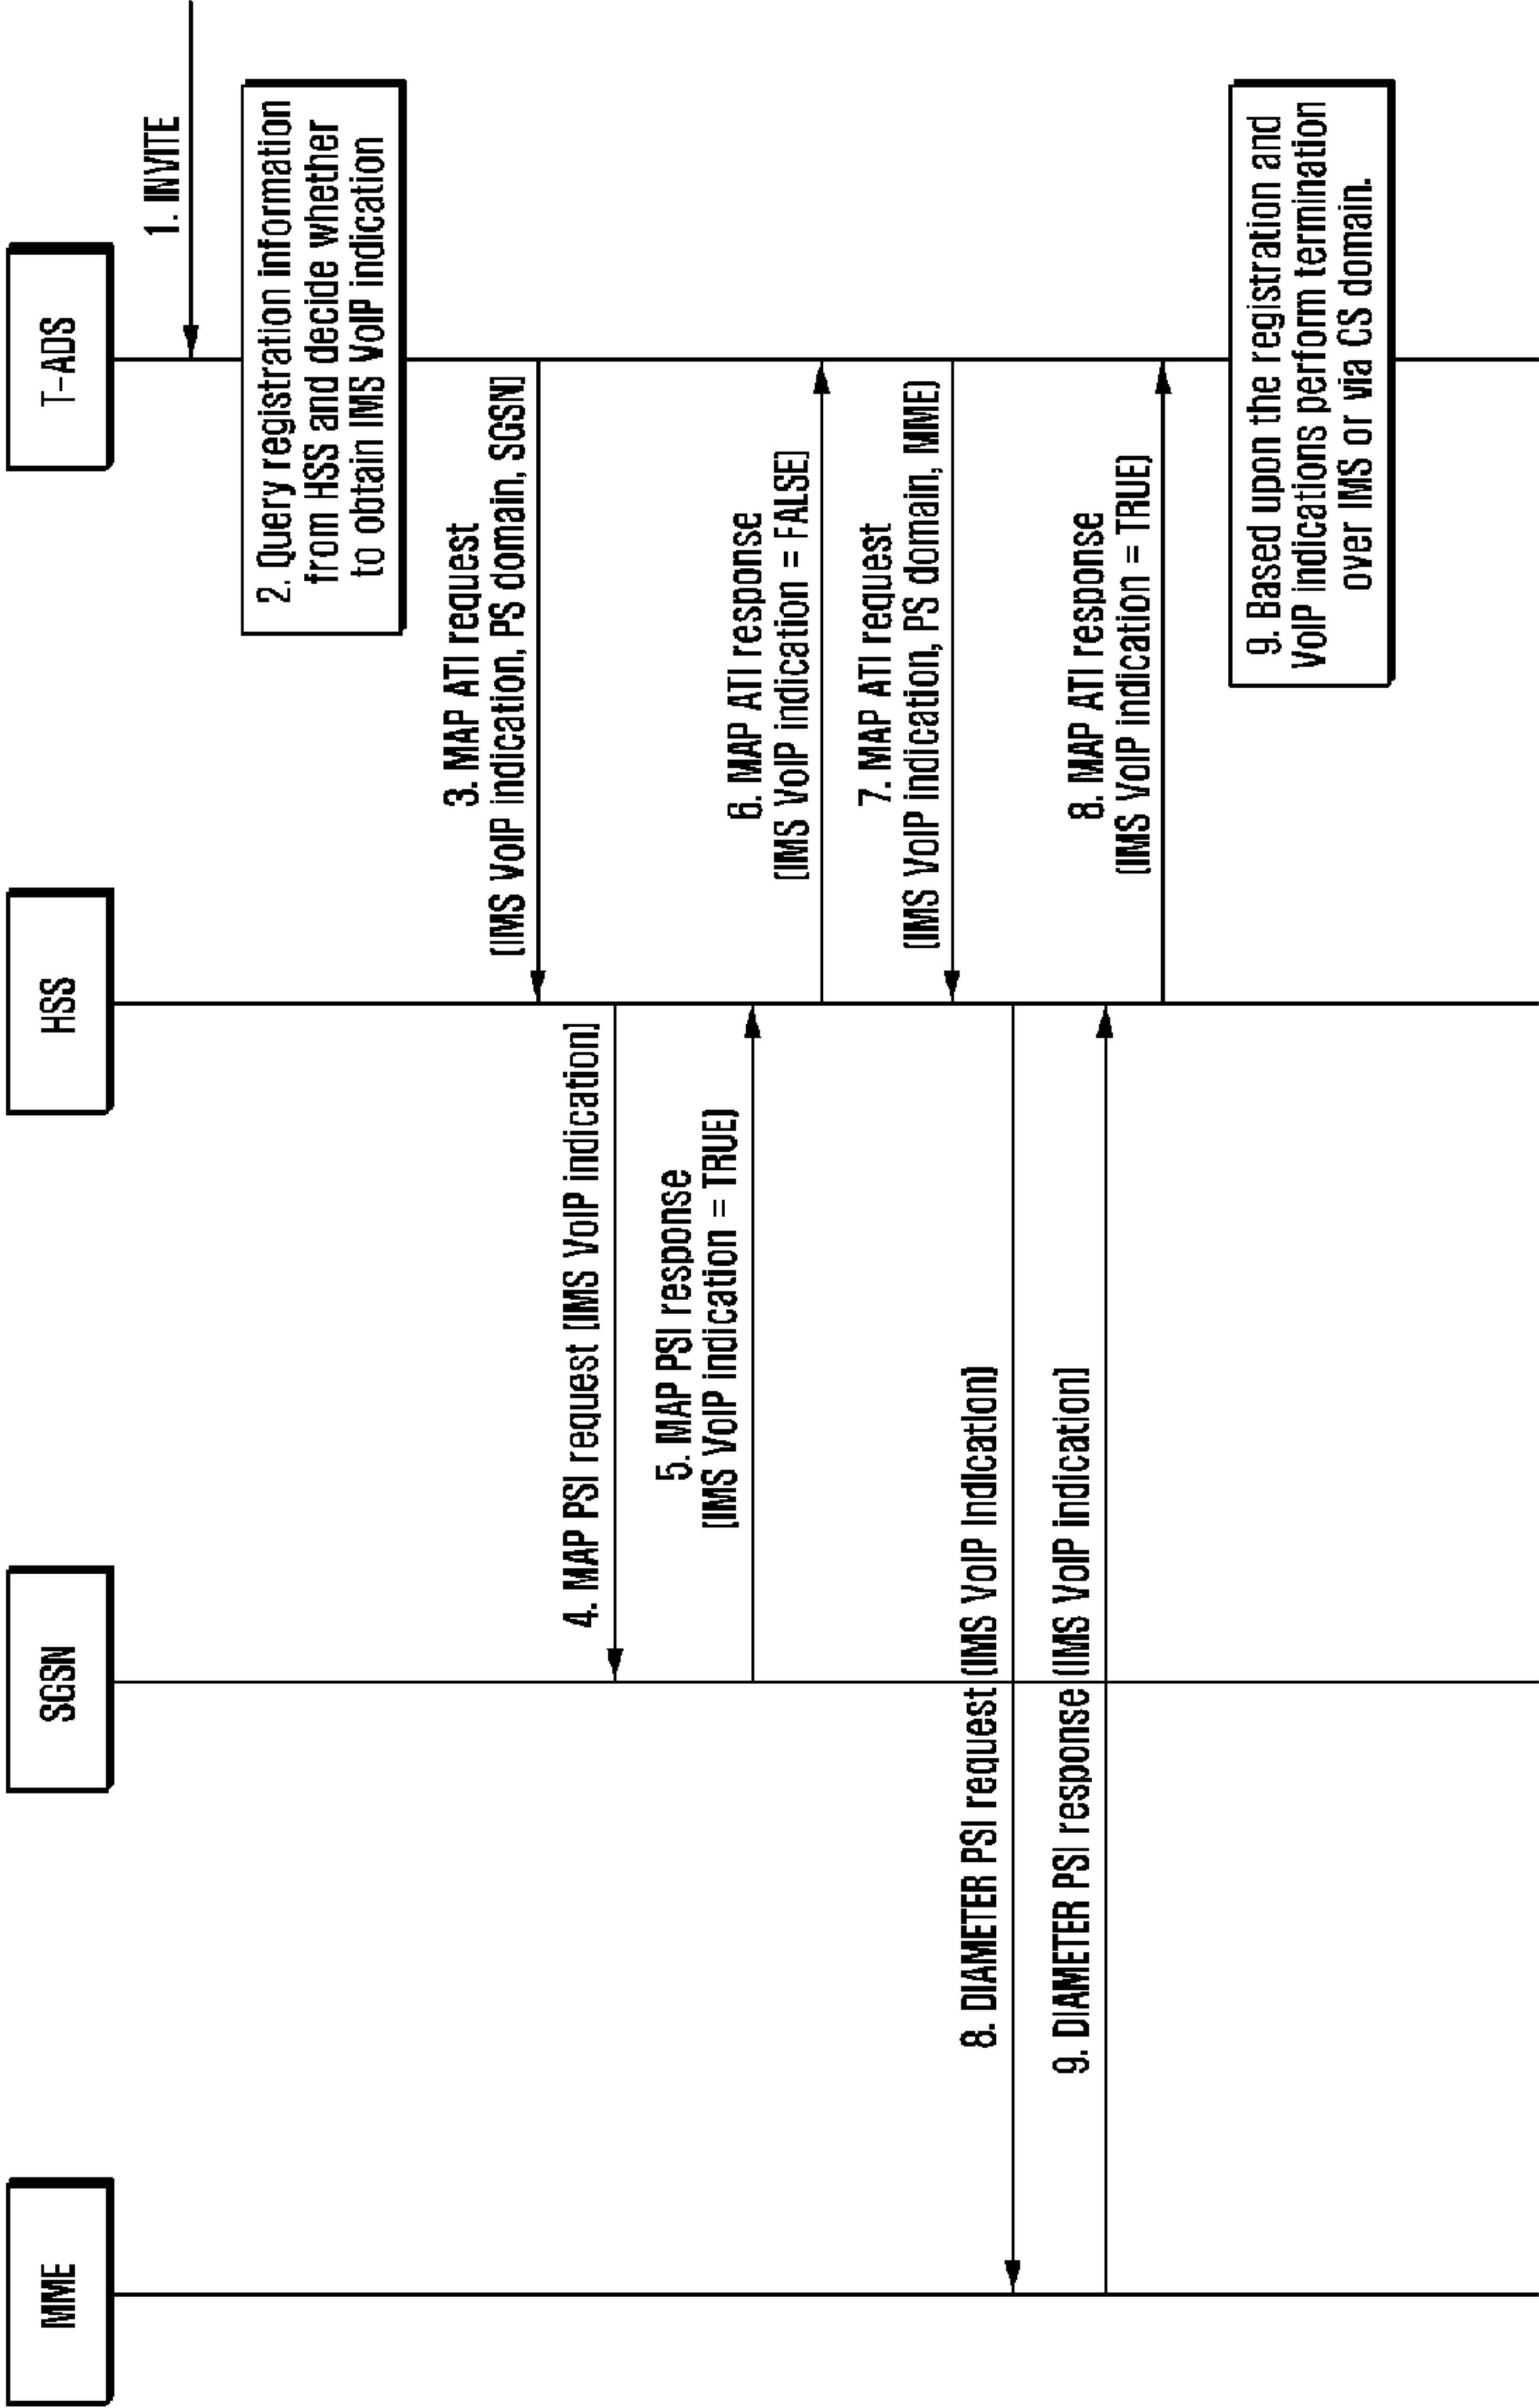 MME
SGSN
HSS
T-ADS
1. INVITE
2. Query registration information
from HSS and decide whether
to obtain IMS VoIP indication
3. MAP ATI request
(IMS VoIP indication, PS domain, SGSN)
4. MAP PSI request (IMS VoIP indication)
5. MAP PSI response
(IMS VoIP indication = TRUE)
6. MAP ATI response
(IMS VoIP indication = FALSE)
7. MAP ATI request
(IMS VoIP indication, PS domain, MME)
8. DIAMETER PSI request (IMS VoIP Indication)
9. DIAMETER PSI response (IMS VoIP indication)
8. MAP ATI response
(IMS VoIP indication = TRUE)
9. Based upon the registration and
VoIP indications perform termination
over IMS or via CS domain.